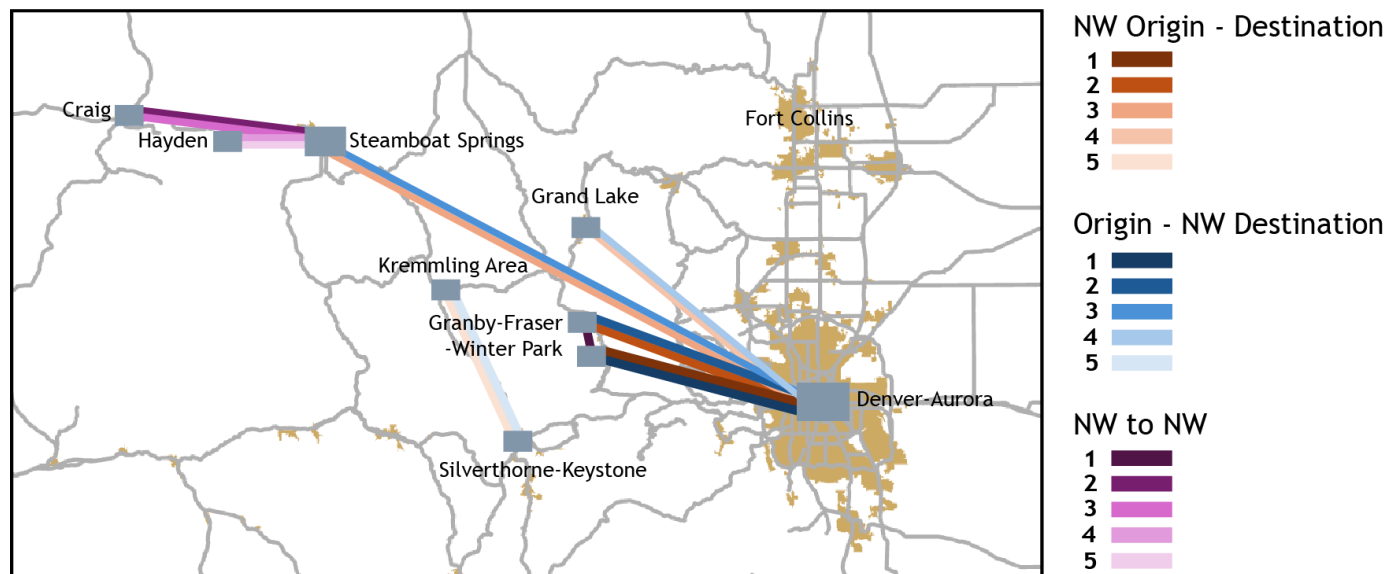 Craig
Hayden
Steamboat Springs
Fort Collins
Grand Lake
Kremmling Area
Granby-Fraser
-Winter Park
Denver-Aurora
Silverthorne-Keystone
NW Origin - Destination
1
2
3
4
5
Origin - NW Destination
1
2
3
4
5
NW to NW
1
2
3
4
5